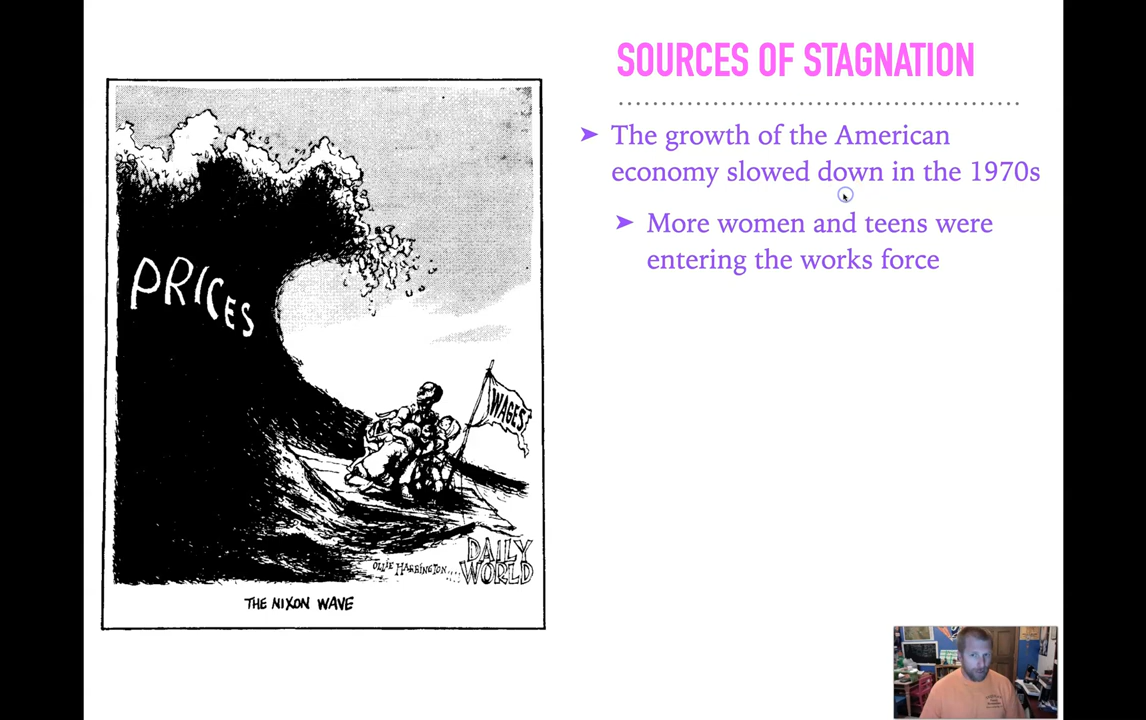 SOURCES OF STAGNATION
➤ The growth of the American
economy slowed down in the 1970s
➤ More women and teens were
entering the works force
PRICES
WAGES
OLLIE HARRINGTON....
DAILY
WORLD
THE NIXON WAVE